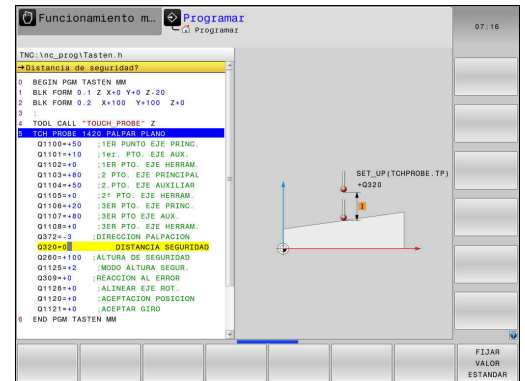 Funcionamiento m...
Programar
Programar
07:16
TNC:\nc_prog\Tasten.h
→Distancia de seguridad?
0 BEGIN PGM TASTEN MM
1 BLK FORM 0.1 Z X+0 Y+0 Z-20
2 BLK FORM 0.2 X+100 Y+100 Z+0
3 ;
4 TOOL CALL "TOUCH_PROBE" Z
5 TCH PROBE 1420 PALPAR PLANO
Q1100=+50 ;1ER PUNTO EJE PRINC.
Q1101=+10 ;1er. PTO. EJE AUX.
Q1102=+0 ;1ER PTO. EJE HERRAM.
Q1103=+80 ;2 PTO. EJE PRINCIPAL
Q1104=+50 ;2.PTO. EJE AUXILIAR
Q1105=+0 ;2º PTO. EJE HERRAM.
Q1106=+20 ;3ER PTO. EJE PRINC.
Q1107=+80 ;3ER PTO EJE AUX.
Q1108=+0 ;3ER PTO. EJE HERRAM.
Q372=-3 ;DIRECCION PALPACION
Q320=0 DISTANCIA SEGURIDAD
Q260=+100 ;ALTURA DE SEGURIDAD
Q1125=+2 ;MODO ALTURA SEGUR.
Q309=+0 ;REACCION AL ERROR
Q1126=+0 ;ALINEAR EJE ROT.
Q1120=+0 ;ACEPTACION POSICION
Q1121=+0 ;ACEPTAR GIRO
6 END PGM TASTEN MM
SET_UP(TCHPROBE.TP)
+Q320
I
FIJAR
VALOR
ESTANDAR